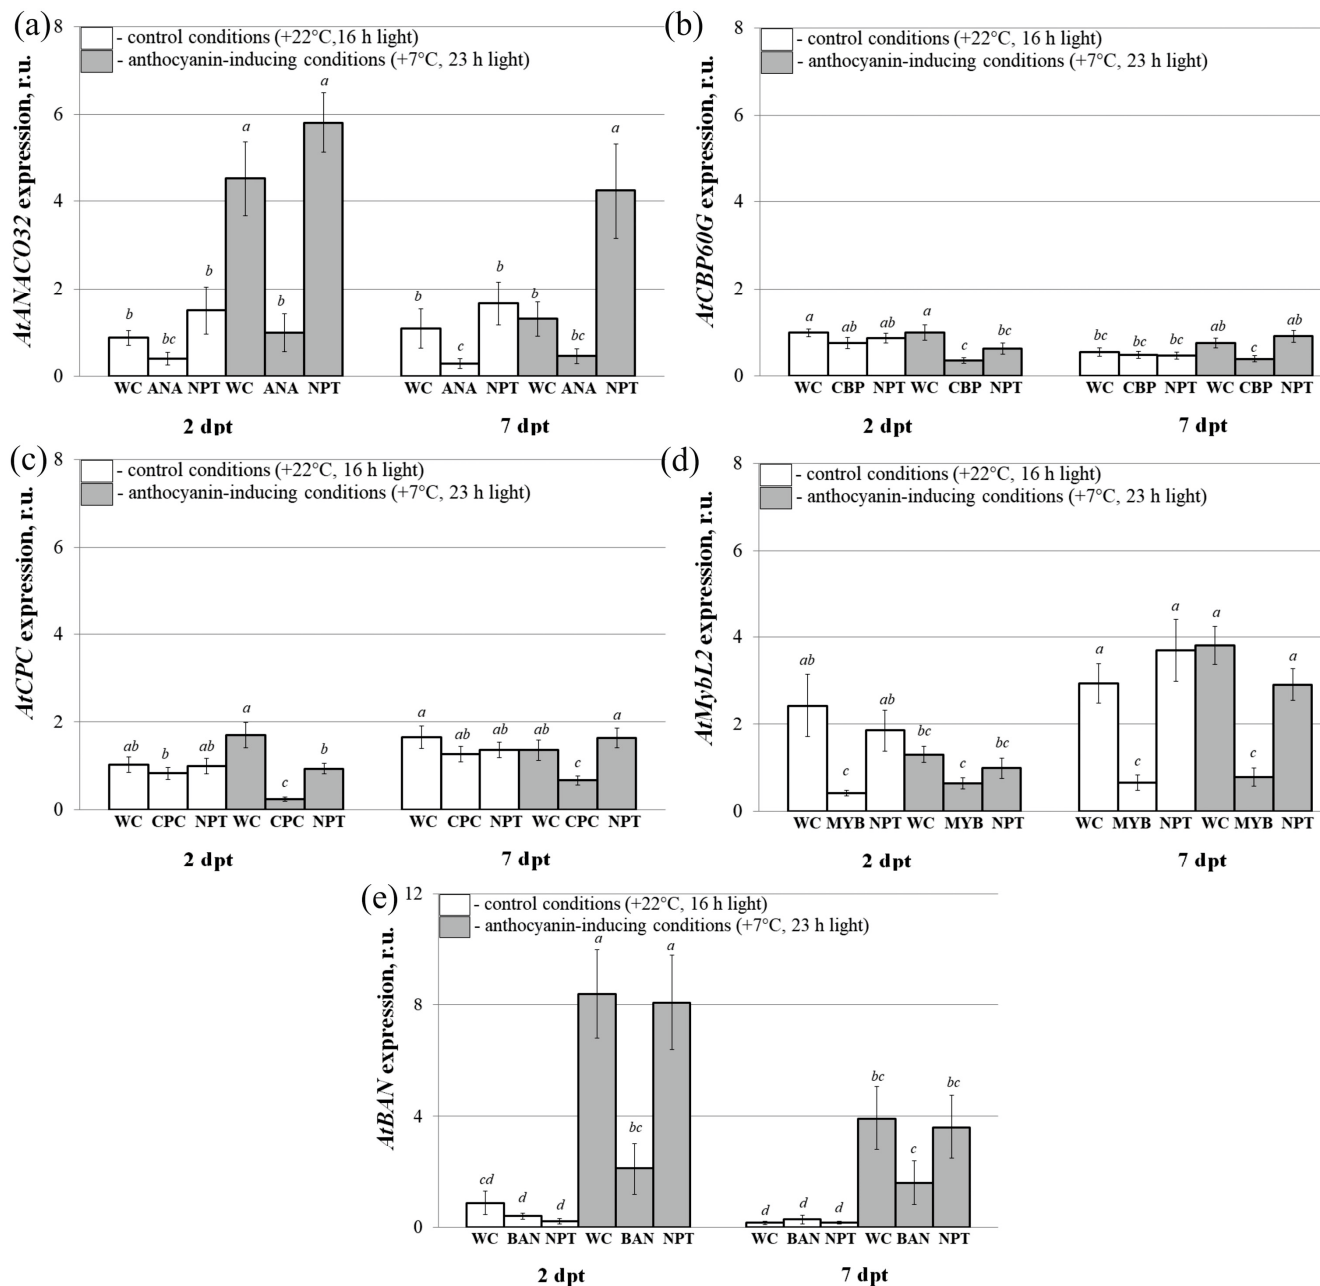 (a)
8
- control conditions (+22°C,16 h light)
- anthocyanin-inducing conditions (+7°C, 23 h light)
AtANACO32 expression, r.u.
6
4
2
0
b bc b a a a b c b b bc a
WC ANA NPT WC ANA NPT WC ANA NPT WC ANA NPT
2 dpt 7 dpt
(b)
8
- control conditions (+22°C, 16 h light)
- anthocyanin-inducing conditions (+7°C, 23 h light)
AtCBP60G expression, r.u.
6
4
2
0
a ab ab a c bc bc bc bc ab c ab
WC CBP NPT WC CBP NPT WC CBP NPT WC CBP NPT
2 dpt 7 dpt
(c)
8
- control conditions (+22°C, 16 h light)
- anthocyanin-inducing conditions (+7°C, 23 h light)
AtCPC expression, r.u.
6
4
2
0
ab b ab a c b a ab ab ab c a
WC CPC NPT WC CPC NPT WC CPC NPT WC CPC NPT
2 dpt 7 dpt
(d)
8
- control conditions (+22°C, 16 h light)
- anthocyanin-inducing conditions (+7°C, 23 h light)
AtMybL2 expression, r.u.
6
4
2
0
ab c ab bc c bc a c a a c a
WC MYB NPT WC MYB NPT WC MYB NPT WC MYB NPT
2 dpt 7 dpt
(e)
12
- control conditions (+22°C, 16 h light)
- anthocyanin-inducing conditions (+7°C, 23 h light)
AtBAN expression, r.u.
8
4
0
cd d d a bc a d d d bc c bc
WC BAN NPT WC BAN NPT WC BAN NPT WC BAN NPT
2 dpt 7 dpt